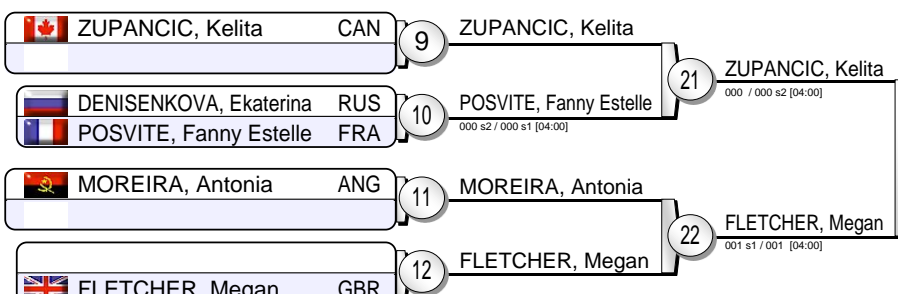 ZUPANCIC, Kelita CAN
9
ZUPANCIC, Kelita
21
ZUPANCIC, Kelita
000 / 000 s2 [04:00]
DENISENKOVA, Ekaterina RUS
POSVITE, Fanny Estelle FRA
10
POSVITE, Fanny Estelle
000 s2 / 000 s1 [04:00]
MOREIRA, Antonia ANG
11
MOREIRA, Antonia
22
FLETCHER, Megan
001 s1 / 001 [04:00]
FLETCHER, Megan GBR
12
FLETCHER, Megan